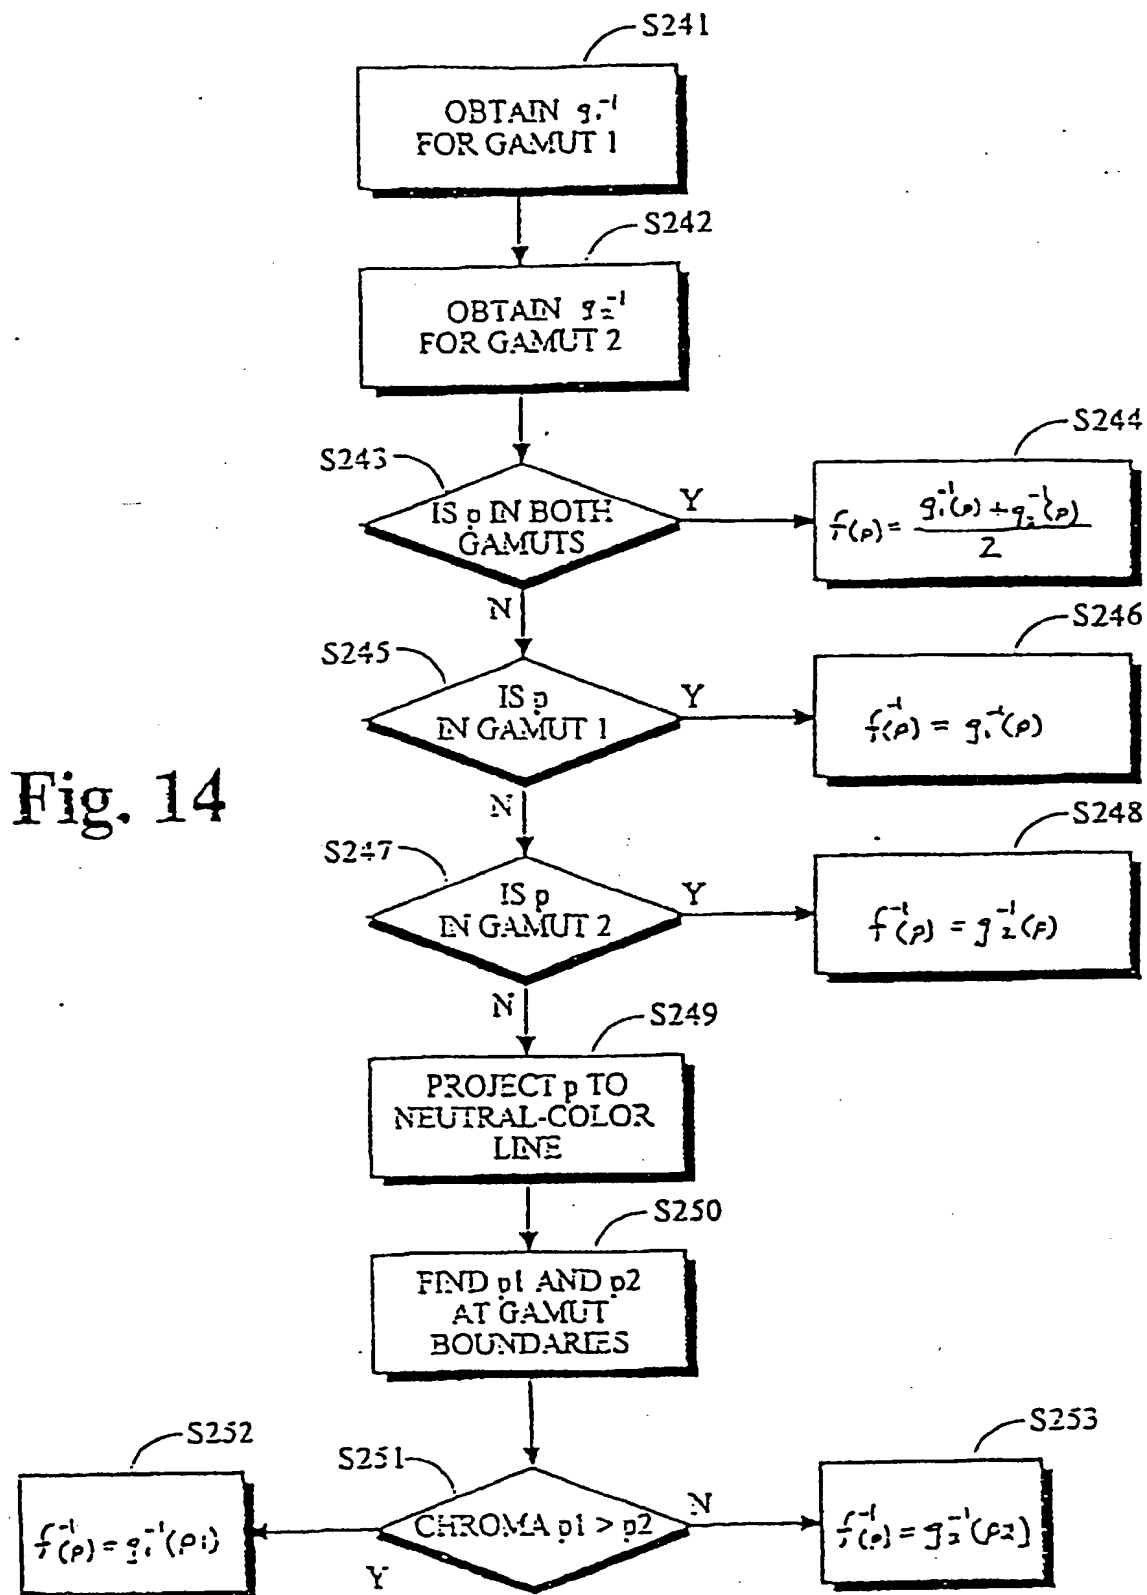 S241
OBTAIN g₁⁻¹
FOR GAMUT 1
S242
OBTAIN g₂⁻¹
FOR GAMUT 2
S243
IS p IN BOTH
GAMUTS
Y
N
S244
f(p) = g₁⁻¹(p) + g₂⁻¹(p)
2
S245
IS p
IN GAMUT 1
Y
N
S246
f⁻¹(p) = g₁⁻¹(p)
Fig. 14
S247
IS p
IN GAMUT 2
Y
N
S248
f⁻¹(p) = g₂⁻¹(p)
S249
PROJECT p TO
NEUTRAL-COLOR
LINE
S250
FIND p1 AND p2
AT GAMUT
BOUNDARIES
S251
CHROMA p1 > p2
Y
N
S252
f⁻¹(p) = g₁⁻¹(p1)
S253
f⁻¹(p) = g₂⁻¹(p2)